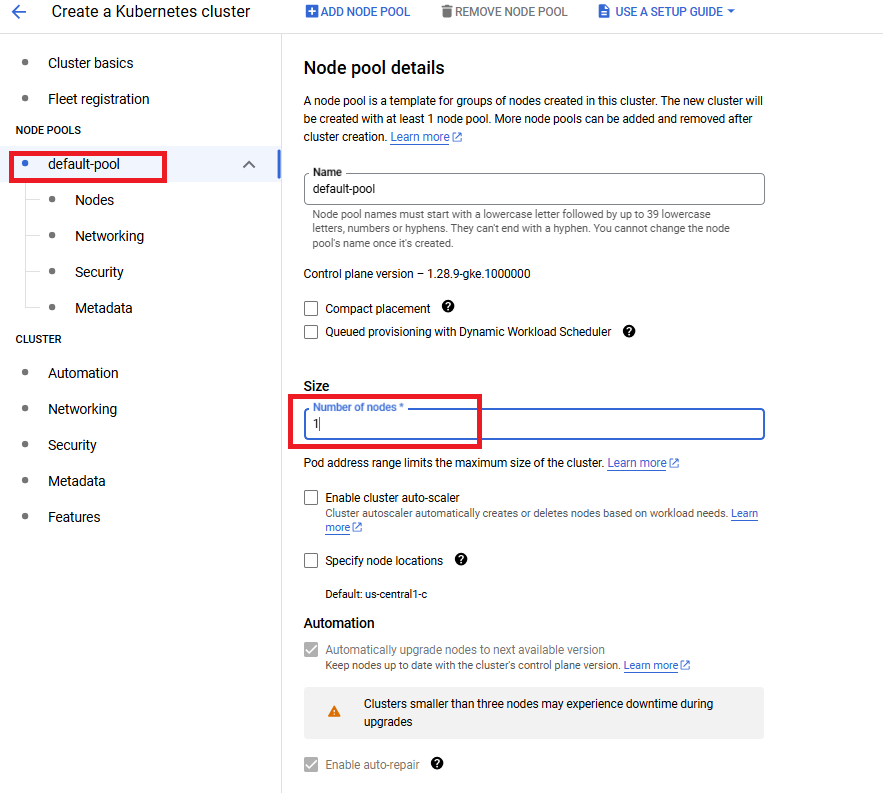 Create a Kubernetes cluster
ADD NODE POOL
REMOVE NODE POOL
USE A SETUP GUIDE
Cluster basics
Fleet registration
NODE POOLS
default-pool
Nodes
Networking
Security
Metadata
CLUSTER
Automation
Networking
Security
Metadata
Features
Node pool details
A node pool is a template for groups of nodes created in this cluster. The new cluster will
be created with at least 1 node pool. More node pools can be added and removed after
cluster creation. Learn more
Name
default-pool
Node pool names must start with a lowercase letter followed by up to 39 lowercase
letters, numbers or hyphens. They can't end with a hyphen. You cannot change the node
pool's name once it's created.
Control plane version – 1.28.9-gke.1000000
Compact placement
Queued provisioning with Dynamic Workload Scheduler
Size
Number of nodes *
1
Pod address range limits the maximum size of the cluster. Learn more
Enable cluster auto-scaler
Cluster autoscaler automatically creates or deletes nodes based on workload needs. Learn
more
Specify node locations
Default: us-central1-c
Automation
Automatically upgrade nodes to next available version
Keep nodes up to date with the cluster's control plane version. Learn more
Clusters smaller than three nodes may experience downtime during
upgrades
Enable auto-repair